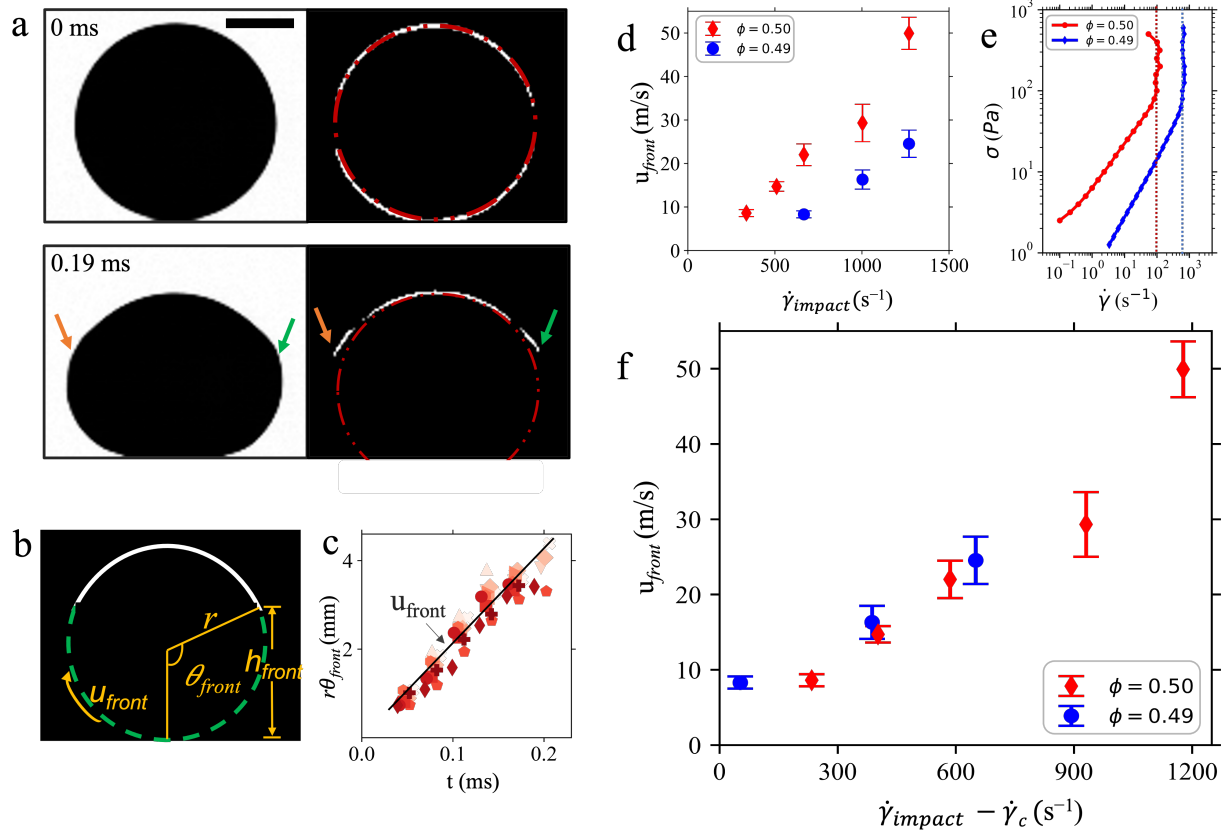 a
0 ms
0.19 ms
b
r
θfront
hfront
ufront
c
4
2
rθfront (mm)
ufront
0.0
0.1
0.2
t (ms)
d
ϕ = 0.50
ϕ = 0.49
50
40
30
20
10
0
ufront (m/s)
0
500
1000
1500
γ̇impact (s⁻¹)
e
ϕ = 0.50
ϕ = 0.49
10³
10²
10¹
10⁰
σ (Pa)
10⁻¹
10⁰
10¹
10²
10³
γ̇ (s⁻¹)
f
50
40
30
20
10
0
ufront (m/s)
ϕ = 0.50
ϕ = 0.49
0
300
600
900
1200
γ̇impact − γ̇c (s⁻¹)